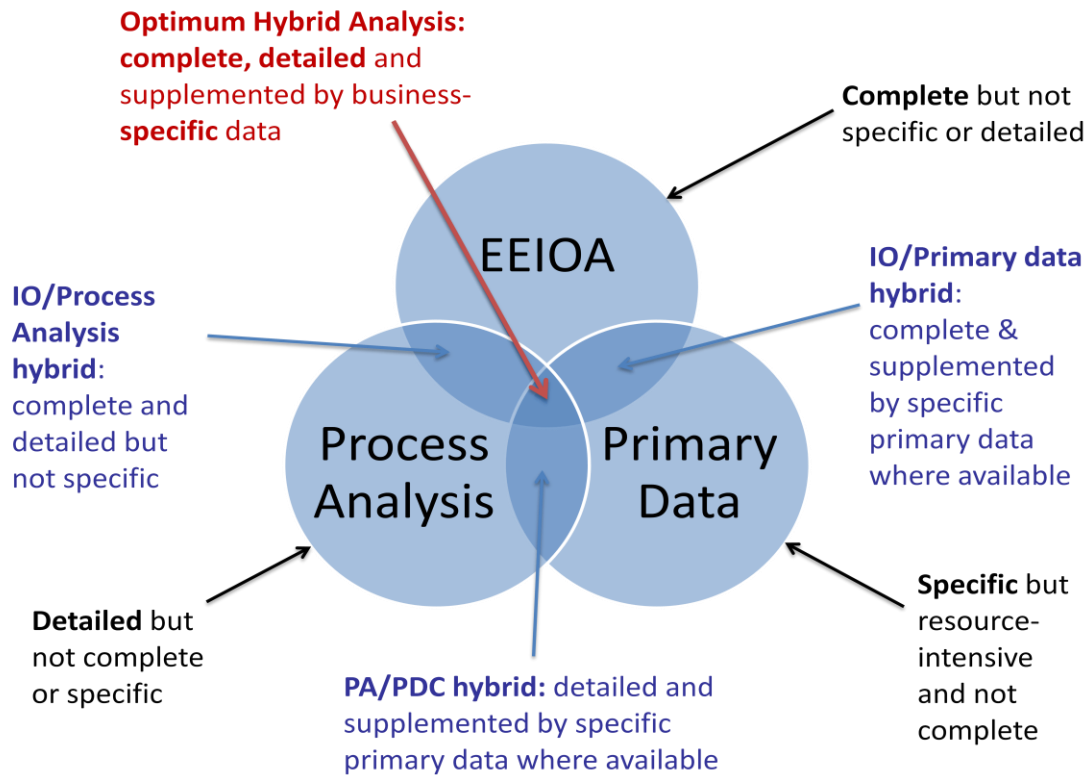 Optimum Hybrid Analysis:
complete, detailed and
supplemented by business-
specific data
Complete but not
specific or detailed
EEIOA
IO/Process
Analysis
hybrid:
complete and
detailed but
not specific
IO/Primary data
hybrid:
complete &
supplemented
by specific
primary data
where available
Process
Analysis
Primary
Data
Detailed but
not complete
or specific
PA/PDC hybrid: detailed and
supplemented by specific
primary data where available
Specific but
resource-
intensive
and not
complete